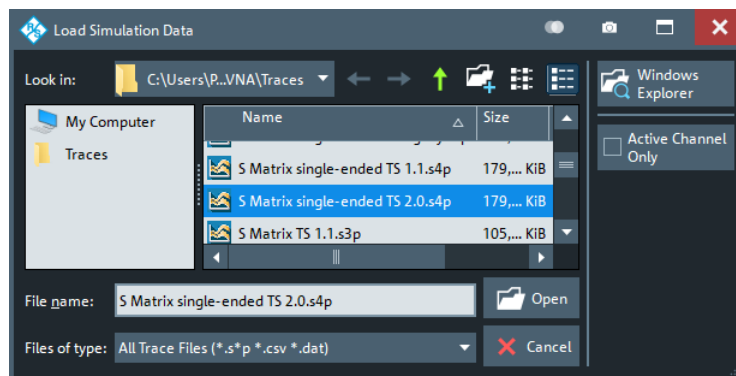 Load Simulation Data
Look in:
C:\Users\P...VNA\Traces
Windows Explorer
My Computer
Traces
Name
Size
S Matrix single-ended TS 1.1.s4p 179,... KiB
S Matrix single-ended TS 2.0.s4p 179,... KiB
S Matrix TS 1.1.s3p 105,... KiB
Active Channel Only
File name:
S Matrix single-ended TS 2.0.s4p
Open
Files of type:
All Trace Files (*.s*p *.csv *.dat)
Cancel